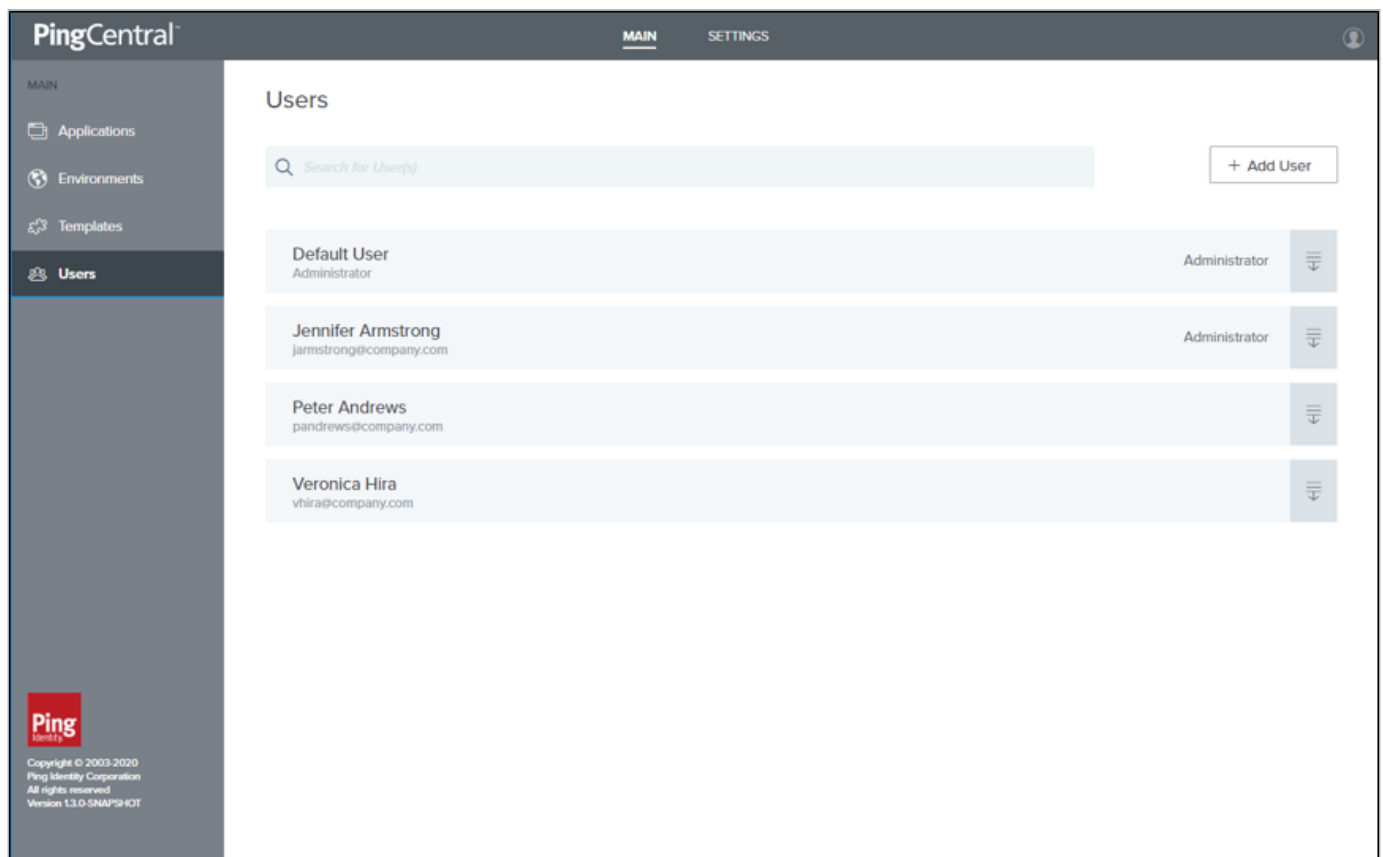 PingCentral™
MAIN
SETTINGS
MAIN
Applications
Environments
Templates
Users
Users
Search for User(s)
+ Add User
Default User
Administrator
Administrator
Jennifer Armstrong
jarmstrong@company.com
Administrator
Peter Andrews
pandrews@company.com
Veronica Hira
vhira@company.com
Ping
Identity
Copyright © 2003-2020
Ping Identity Corporation
All rights reserved
Version 1.3.0-SNAPSHOT